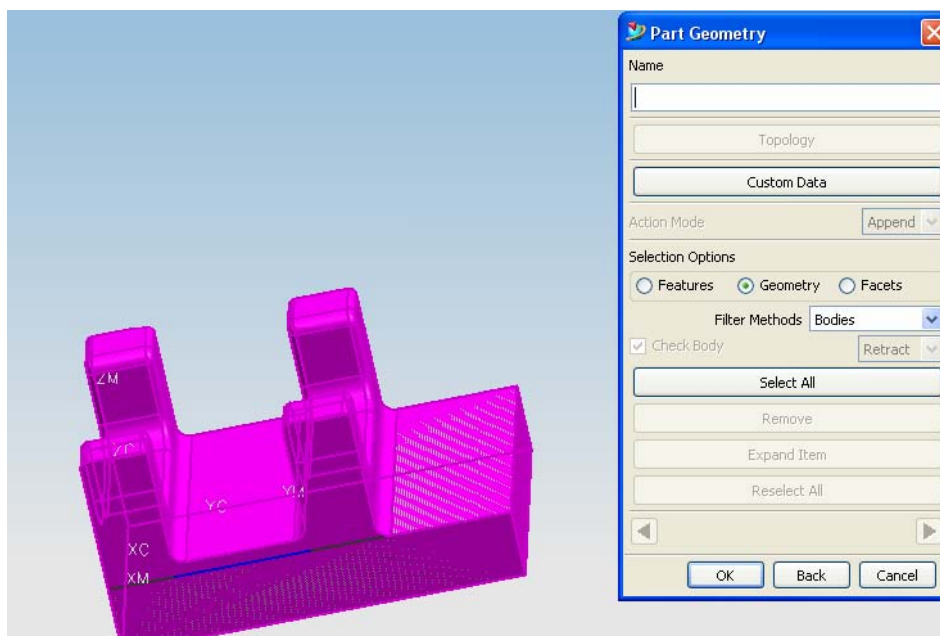 Part Geometry
Name
Topology
Custom Data
Action Mode Append
Selection Options
Features Geometry Facets
Filter Methods Bodies
Check Body Retract
Select All
Remove
Expand Item
Reselect All
OK Back Cancel
ZM
YC YM
XC
XM